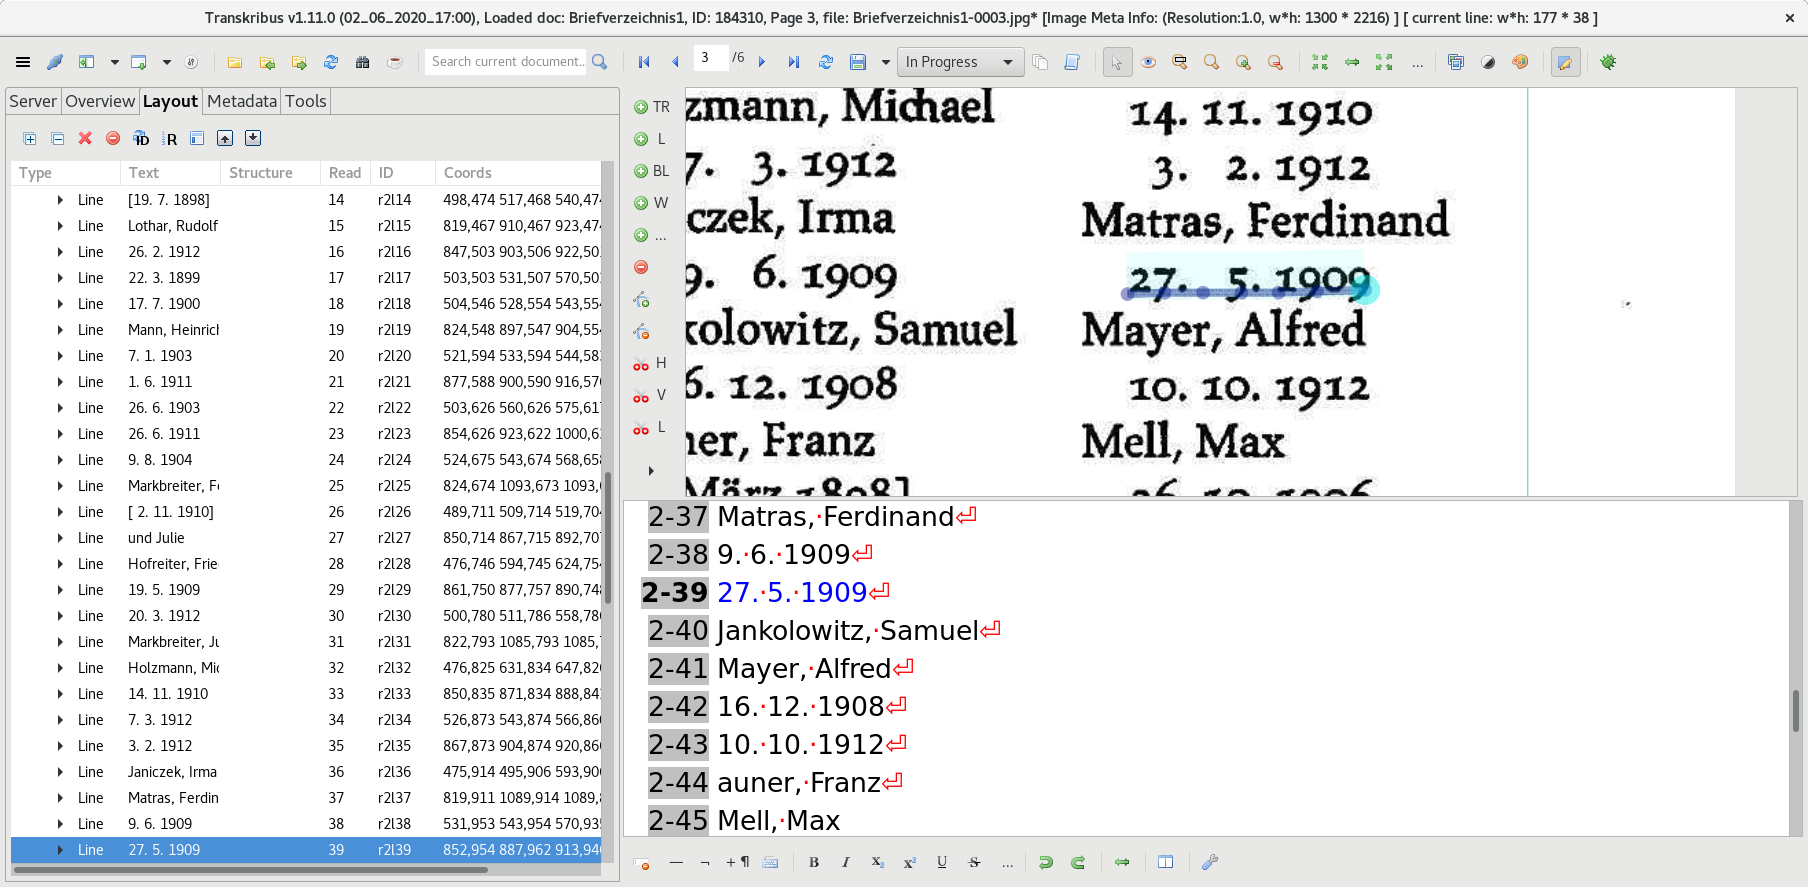 Transkribus v1.11.0 (02_06_2020_17:00), Loaded doc: Briefverzeichnis1, ID: 184310, Page 3, file: Briefverzeichnis1-0003.jpg* [Image Meta Info: (Resolution:1.0, w*h: 1300 * 2216) ] [ current line: w*h: 177 * 38 ]
Search current document... 3 /6 In Progress
Server Overview Layout Metadata Tools
ID R
Type Text Structure Read ID Coords
Line [19. 7. 1898] 14 r2l14 498,474 517,468 540,474
Line Lothar, Rudolf 15 r2l15 819,467 910,467 923,474
Line 26. 2. 1912 16 r2l16 847,503 903,506 922,50
Line 22. 3. 1899 17 r2l17 503,503 531,507 570,50
Line 17. 7. 1900 18 r2l18 504,546 528,554 543,554
Line Mann, Heinrich 19 r2l19 824,548 897,547 904,55
Line 7. 1. 1903 20 r2l20 521,594 533,594 544,58
Line 1. 6. 1911 21 r2l21 877,588 900,590 916,570
Line 26. 6. 1903 22 r2l22 503,626 560,626 575,61
Line 26. 6. 1911 23 r2l23 854,626 923,622 1000,6
Line 9. 8. 1904 24 r2l24 524,675 543,674 568,658
Line Markbreiter, F 25 r2l25 824,674 1093,673 1093,
Line [ 2. 11. 1910] 26 r2l26 489,711 509,714 519,70
Line und Julie 27 r2l27 850,714 867,715 892,70
Line Hofreiter, Frie 28 r2l28 476,746 594,745 624,75
Line 19. 5. 1909 29 r2l29 861,750 877,757 890,748
Line 20. 3. 1912 30 r2l30 500,780 511,786 558,786
Line Markbreiter, Ju 31 r2l31 822,793 1085,793 1085,
Line Holzmann, Mic 32 r2l32 476,825 631,834 647,826
Line 14. 11. 1910 33 r2l33 850,835 871,834 888,84
Line 7. 3. 1912 34 r2l34 526,873 543,874 566,866
Line 3. 2. 1912 35 r2l35 867,873 904,874 920,866
Line Janiczek, Irma 36 r2l36 475,914 495,906 593,906
Line Matras, Ferdin 37 r2l37 819,911 1089,914 1089,
Line 9. 6. 1909 38 r2l38 531,953 543,954 570,93
Line 27. 5. 1909 39 r2l39 852,954 887,962 913,94
TR
L
BL
W
...
H
V
L
zmann, Michael 14. 11. 1910
7. 3. 1912 3. 2. 1912
czek, Irma Matras, Ferdinand
9. 6. 1909 27. 5. 1909
kolowitz, Samuel Mayer, Alfred
6. 12. 1908 10. 10. 1912
ner, Franz Mell, Max
März 1898] 26. 10. 1906
2-37 Matras, Ferdinand
2-38 9. 6. 1909
2-39 27. 5. 1909
2-40 Jankolowitz, Samuel
2-41 Mayer, Alfred
2-42 16. 12. 1908
2-43 10. 10. 1912
2-44 auner, Franz
2-45 Mell, Max
— ¬ +¶ B I X₂ x² U S ...